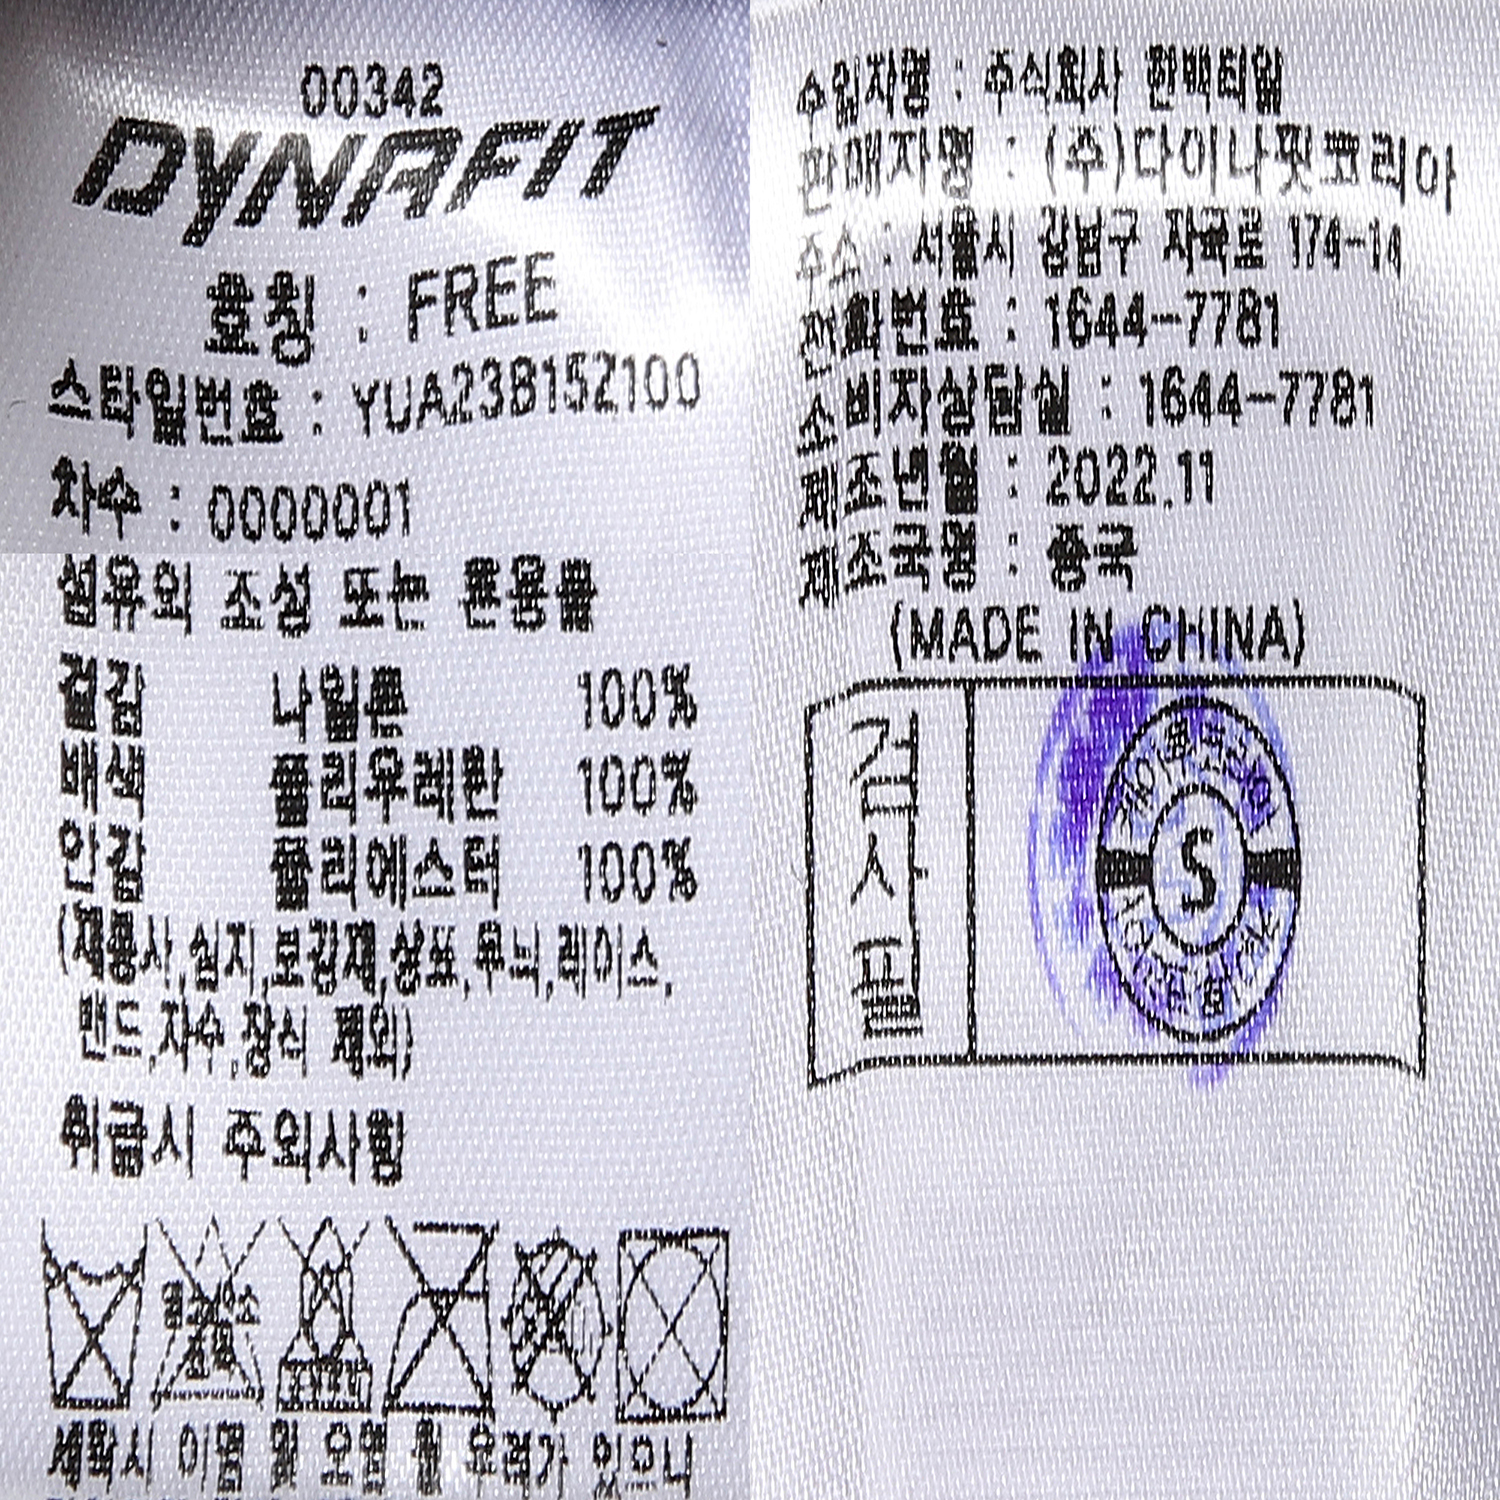 00342
DYNAFIT
호칭 : FREE
스타일번호 : YUA23B15Z100
차수 : 0000001
섬유의 조성 또는 혼용율
겉감 나일론 100%
배색 폴리우레탄 100%
안감 폴리에스터 100%
(재봉사,심지,보강재,상표,무늬,레이스,
밴드,자수,장식 제외)
취급시 주의사항
세탁시 이염 및 오염 될 우려가 있으니
수입자명 : 주식회사 한백티알
판매자명 : (주)다이나핏코리아
주소 : 서울시 강남구 자곡로 174-14
전화번호 : 1644-7781
소비자상담실 : 1644-7781
제조년월 : 2022.11
제조국명 : 중국
(MADE IN CHINA)
검사필
S